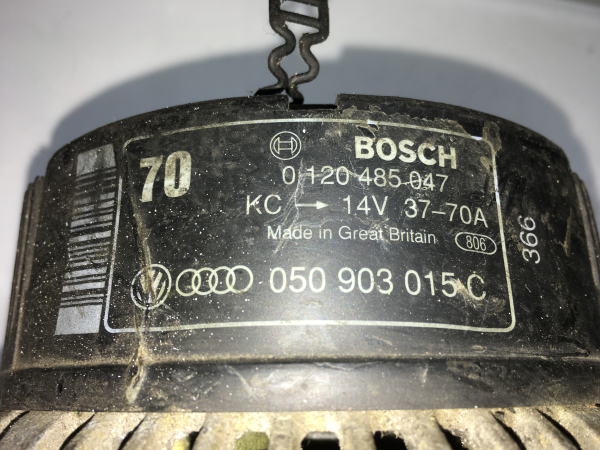 70
BOSCH
0 120 485 047
KC → 14V 37-70A
Made in Great Britain 806
050 903 015 C
366